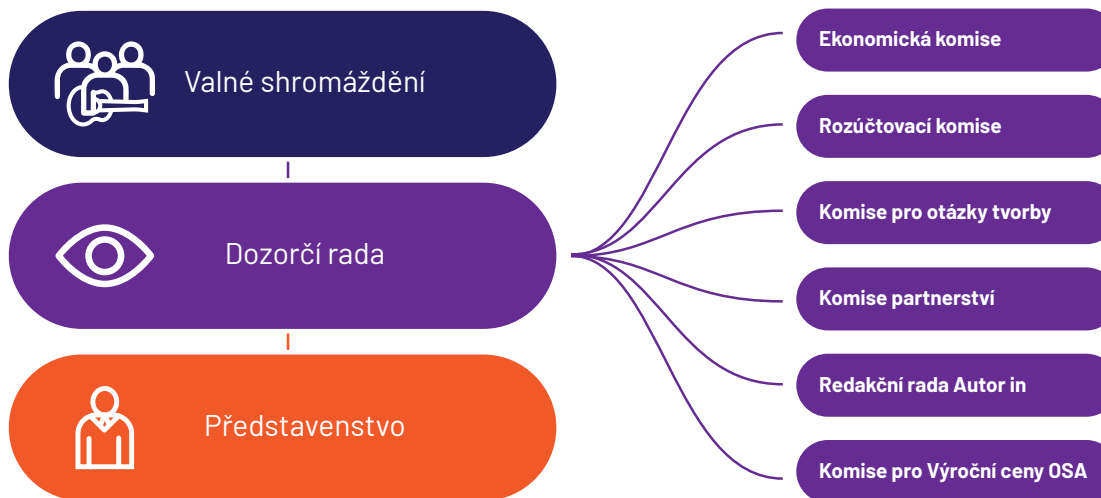 Valné shromáždění
Dozorčí rada
Představenstvo
Ekonomická komise
Rozúčtovací komise
Komise pro otázky tvorby
Komise partnerství
Redakční rada Autor in
Komise pro Výroční ceny OSA